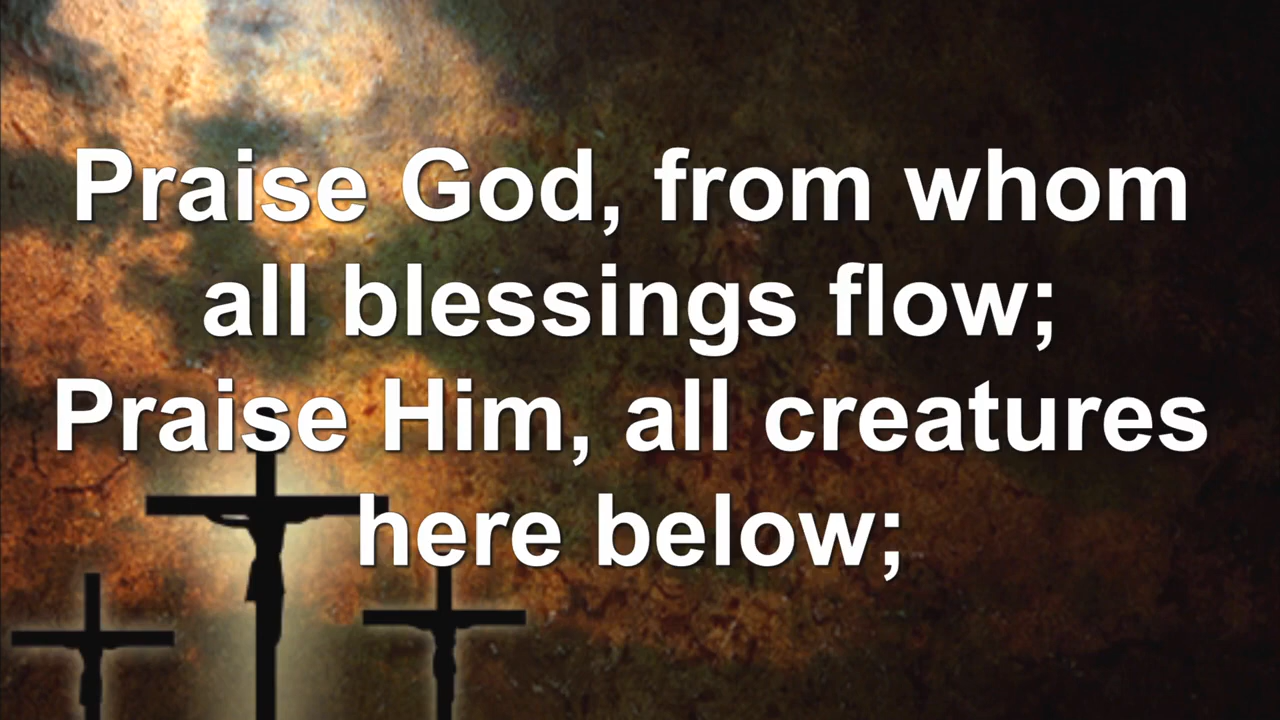 Praise God, from whom
all blessings flow;
Praise Him, all creatures
here below;